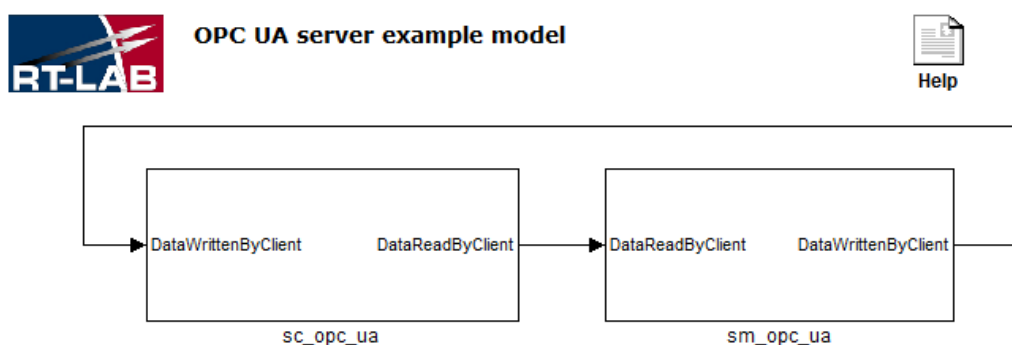 RT-LAB
OPC UA server example model
Help
DataWrittenByClient
DataReadByClient
DataReadByClient
DataWrittenByClient
sc_opc_ua
sm_opc_ua